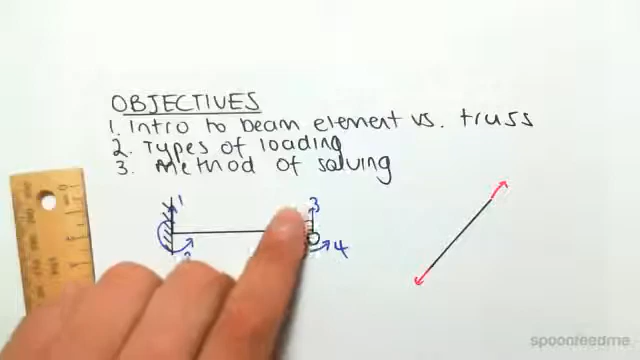 OBJECTIVES
1. Intro to beam element vs. truss
2. Types of loading
3. Method of solving
1
3
2
4
spoonfeedme